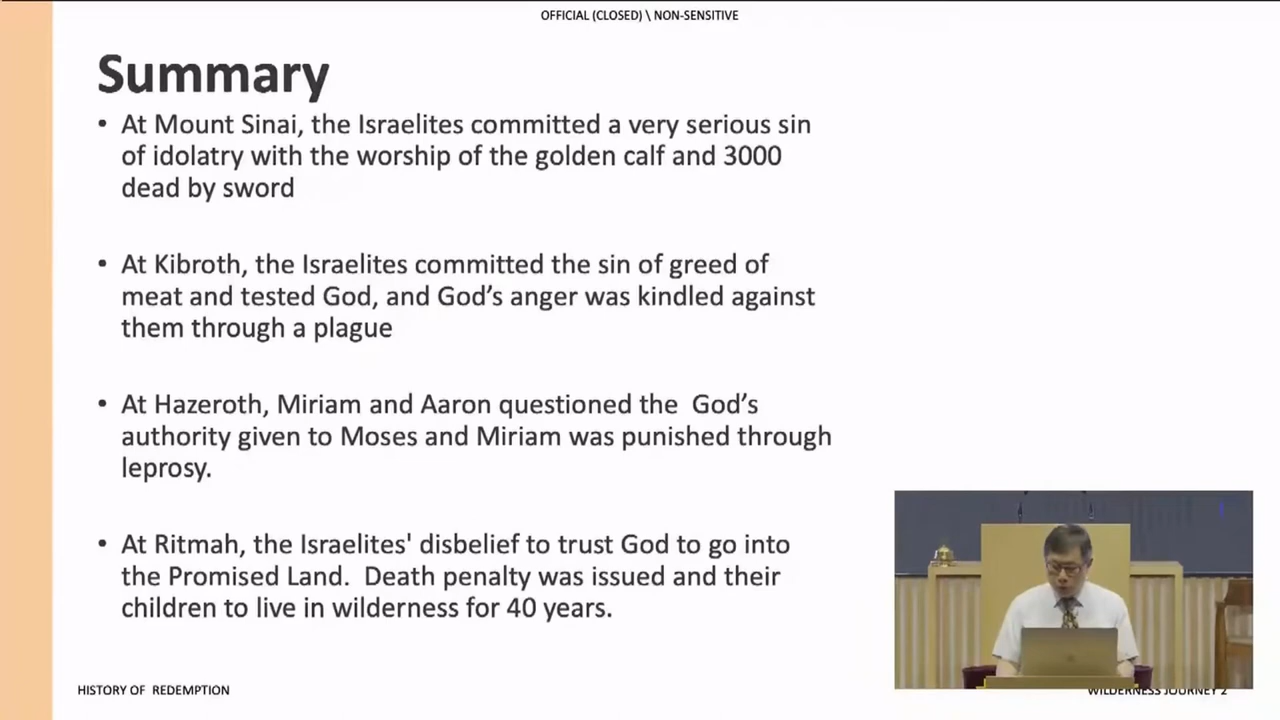 OFFICIAL (CLOSED) \ NON-SENSITIVE
Summary
• At Mount Sinai, the Israelites committed a very serious sin
of idolatry with the worship of the golden calf and 3000
dead by sword
• At Kibroth, the Israelites committed the sin of greed of
meat and tested God, and God’s anger was kindled against
them through a plague
• At Hazeroth, Miriam and Aaron questioned the  God’s
authority given to Moses and Miriam was punished through
leprosy.
• At Ritmah, the Israelites' disbelief to trust God to go into
the Promised Land.  Death penalty was issued and their
children to live in wilderness for 40 years.
HISTORY OF  REDEMPTION
WILDERNESS JOURNEY 2